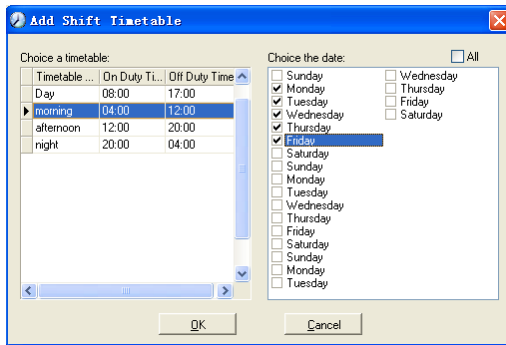 Add Shift Timetable
Choice a timetable:
Timetable ... On Duty Ti... Off Duty Time
Day 08:00 17:00
morning 04:00 12:00
afternoon 12:00 20:00
night 20:00 04:00
Choice the date: All
Sunday Wednesday
Monday Thursday
Tuesday Friday
Wednesday Saturday
Thursday
Friday
Saturday
Sunday
Monday
Tuesday
Wednesday
Thursday
Friday
Saturday
Sunday
Monday
Tuesday
OK Cancel